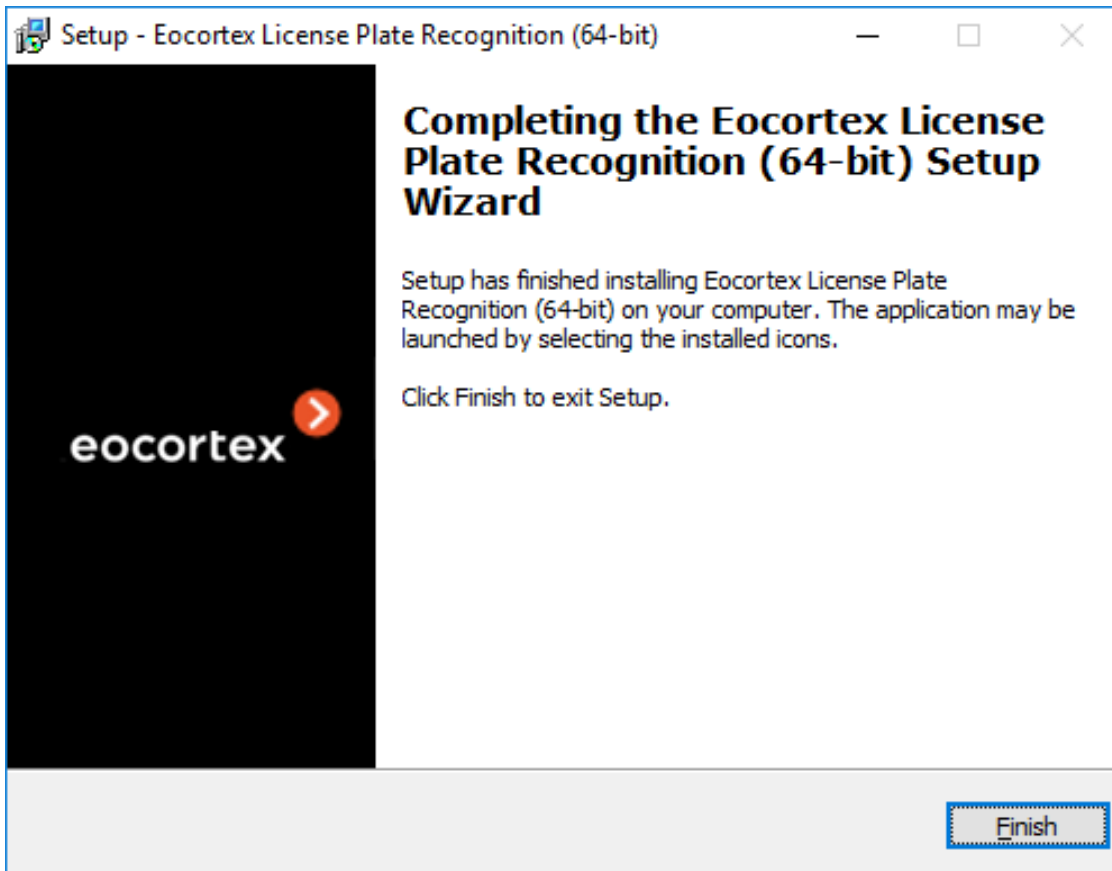 Setup - Eocortex License Plate Recognition (64-bit)
Completing the Eocortex License
Plate Recognition (64-bit) Setup
Wizard
Setup has finished installing Eocortex License Plate
Recognition (64-bit) on your computer. The application may be
launched by selecting the installed icons.
Click Finish to exit Setup.
eocortex
Finish